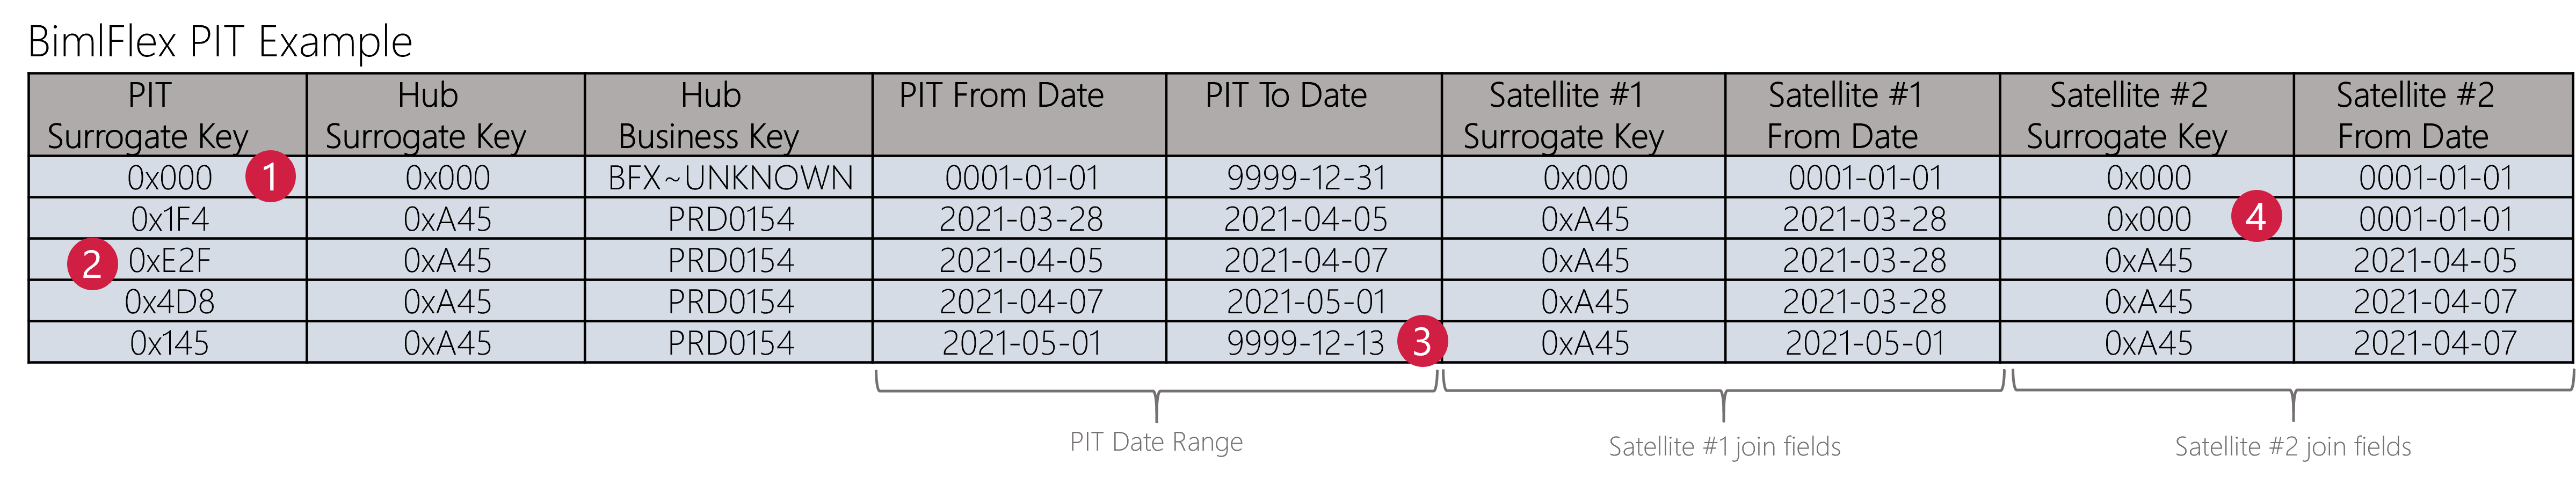 BimlFlex PIT Example
PIT Hub Hub PIT From Date PIT To Date Satellite #1 Satellite #1 Satellite #2 Satellite #2
Surrogate Key Surrogate Key Business Key Surrogate Key From Date Surrogate Key From Date
0x000 1 0x000 BFX~UNKNOWN 0001-01-01 9999-12-31 0x000 0001-01-01 0x000 0001-01-01
0x1F4 0xA45 PRD0154 2021-03-28 2021-04-05 0xA45 2021-03-28 0x000 4 0001-01-01
2 0xE2F 0xA45 PRD0154 2021-04-05 2021-04-07 0xA45 2021-03-28 0xA45 2021-04-05
0x4D8 0xA45 PRD0154 2021-04-07 2021-05-01 0xA45 2021-03-28 0xA45 2021-04-07
0x145 0xA45 PRD0154 2021-05-01 9999-12-13 3 0xA45 2021-05-01 0xA45 2021-04-07
PIT Date Range Satellite #1 join fields Satellite #2 join fields